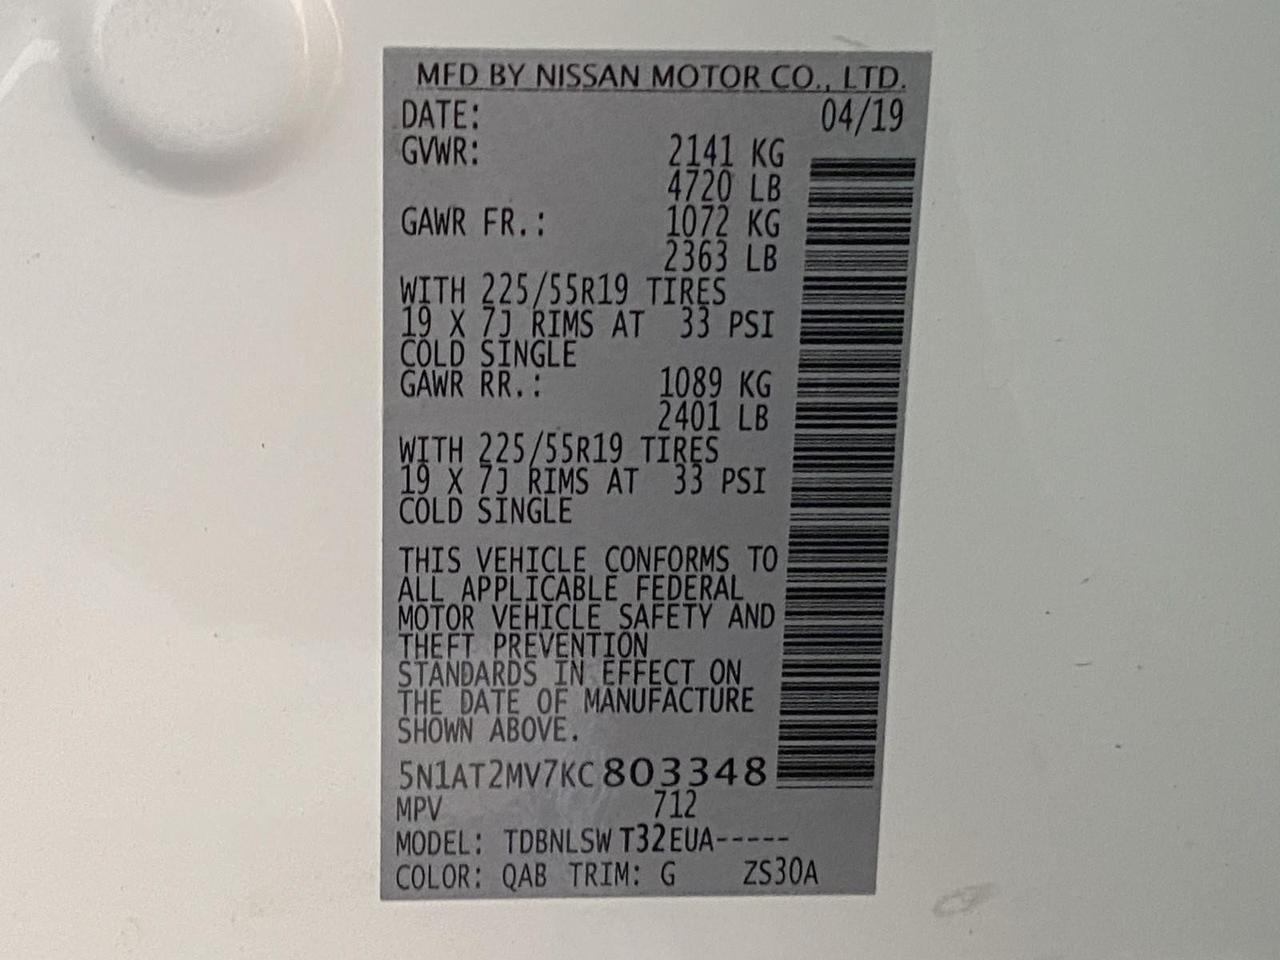 MFD BY NISSAN MOTOR CO., LTD.
DATE: 04/19
GVWR: 2141 KG
4720 LB
GAWR FR.: 1072 KG
2363 LB
WITH 225/55R19 TIRES
19 X 7J RIMS AT 33 PSI
COLD SINGLE
GAWR RR.: 1089 KG
2401 LB
WITH 225/55R19 TIRES
19 X 7J RIMS AT 33 PSI
COLD SINGLE
THIS VEHICLE CONFORMS TO
ALL APPLICABLE FEDERAL
MOTOR VEHICLE SAFETY AND
THEFT PREVENTION
STANDARDS IN EFFECT ON
THE DATE OF MANUFACTURE
SHOWN ABOVE.
5N1AT2MV7KC803348
MPV 712
MODEL: TDBNLSW T32EUA-----
COLOR: QAB TRIM: G ZS30A